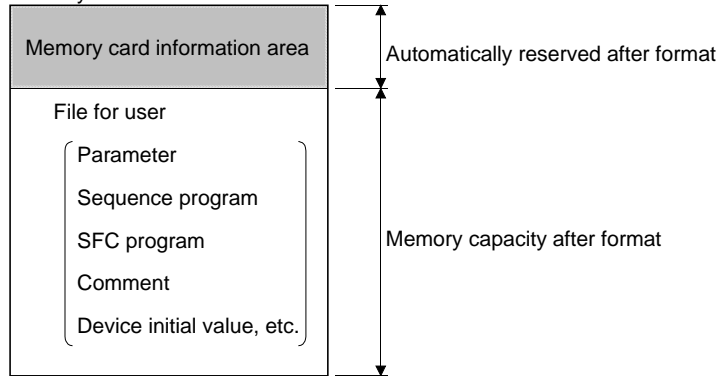 Memory card information area
Automatically reserved after format
File for user
Parameter
Sequence program
SFC program
Memory capacity after format
Comment
Device initial value, etc.